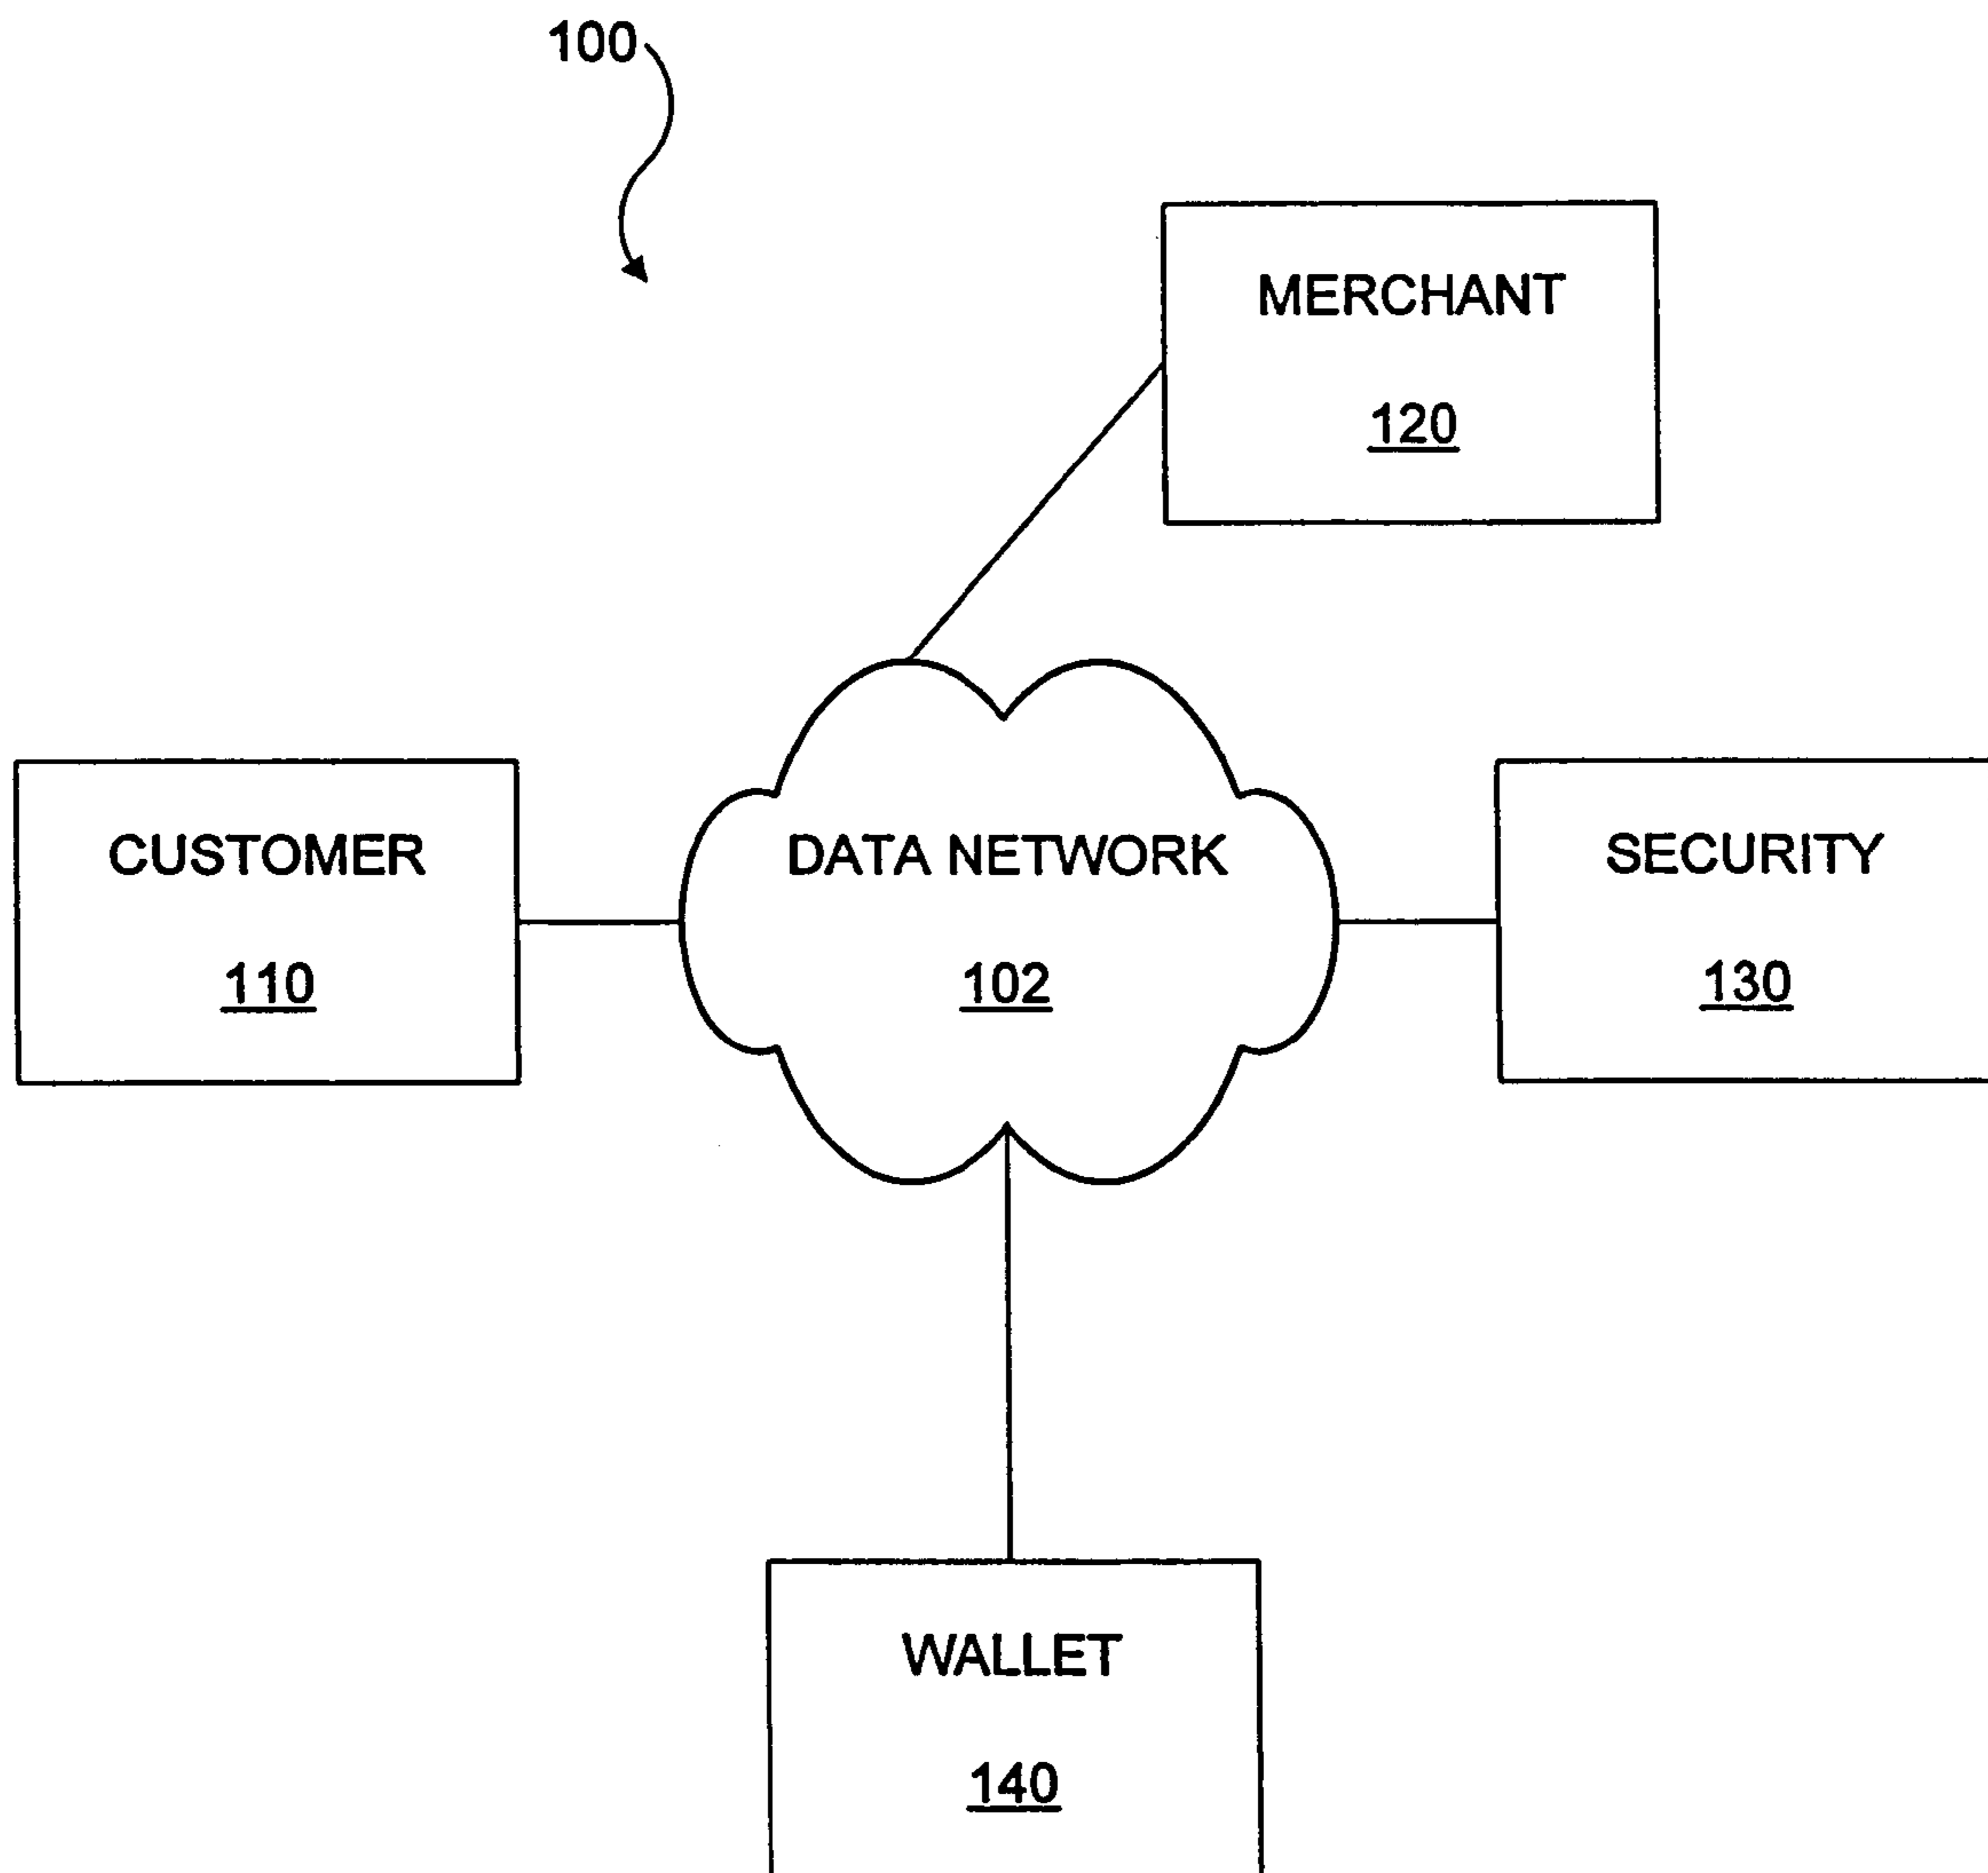 100
MERCHANT
120
CUSTOMER
110
DATA NETWORK
102
SECURITY
130
WALLET
140